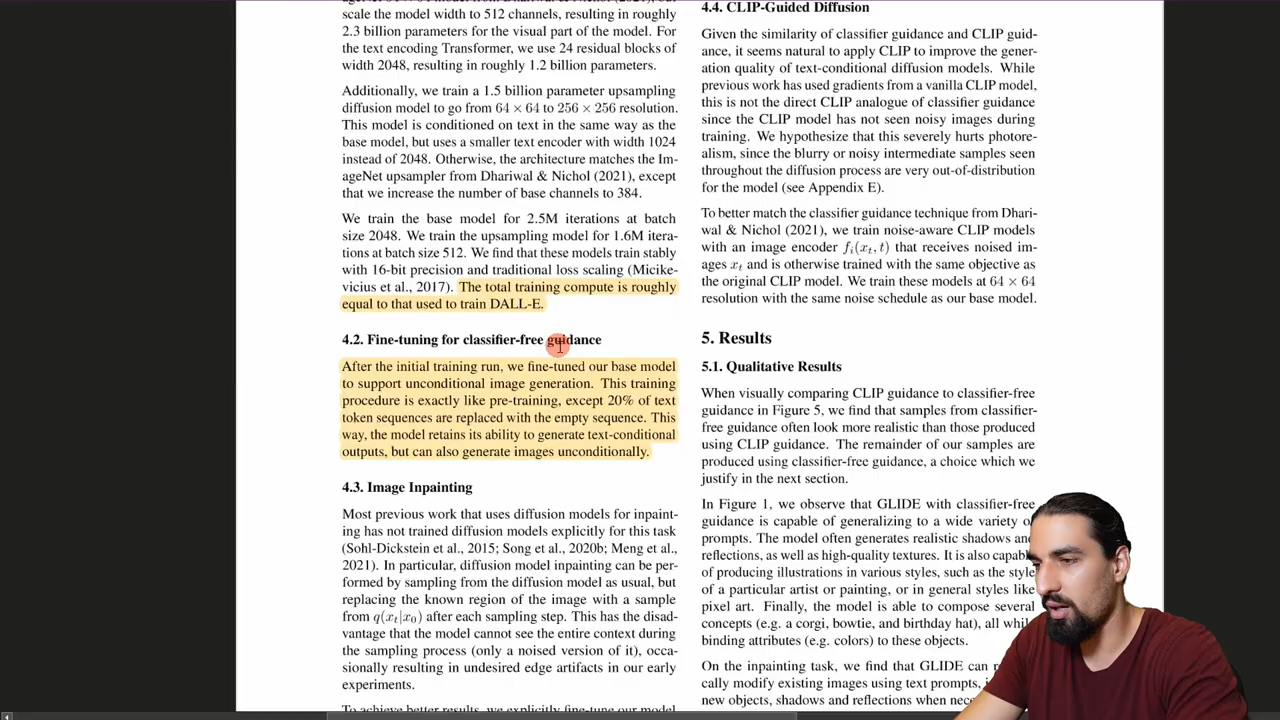 scale the model width to 512 channels, resulting in roughly
2.3 billion parameters for the visual part of the model. For
the text encoding Transformer, we use 24 residual blocks of
width 2048, resulting in roughly 1.2 billion parameters.
Additionally, we train a 1.5 billion parameter upsampling
diffusion model to go from 64 × 64 to 256 × 256 resolution.
This model is conditioned on text in the same way as the
base model, but uses a smaller text encoder with width 1024
instead of 2048. Otherwise, the architecture matches the Im-
ageNet upsampler from Dhariwal & Nichol (2021), except
that we increase the number of base channels to 384.
We train the base model for 2.5M iterations at batch
size 2048. We train the upsampling model for 1.6M itera-
tions at batch size 512. We find that these models train stably
with 16-bit precision and traditional loss scaling (Micike-
vicius et al., 2017). The total training compute is roughly
equal to that used to train DALL-E.
4.2. Fine-tuning for classifier-free guidance
After the initial training run, we fine-tuned our base model
to support unconditional image generation. This training
procedure is exactly like pre-training, except 20% of text
token sequences are replaced with the empty sequence. This
way, the model retains its ability to generate text-conditional
outputs, but can also generate images unconditionally.
4.3. Image Inpainting
Most previous work that uses diffusion models for inpaint-
ing has not trained diffusion models explicitly for this task
(Sohl-Dickstein et al., 2015; Song et al., 2020b; Meng et al.,
2021). In particular, diffusion model inpainting can be per-
formed by sampling from the diffusion model as usual, but
replacing the known region of the image with a sample
from q(xₜ|x₀) after each sampling step. This has the disad-
vantage that the model cannot see the entire context during
the sampling process (only a noised version of it), occa-
sionally resulting in undesired edge artifacts in our early
experiments.
To achieve better results, we explicitly fine-tune our model
4.4. CLIP-Guided Diffusion
Given the similarity of classifier guidance and CLIP guid-
ance, it seems natural to apply CLIP to improve the gener-
ation quality of text-conditional diffusion models. While
previous work has used gradients from a vanilla CLIP model,
this is not the direct CLIP analogue of classifier guidance
since the CLIP model has not seen noisy images during
training. We hypothesize that this severely hurts photore-
alism, since the blurry or noisy intermediate samples seen
throughout the diffusion process are very out-of-distribution
for the model (see Appendix E).
To better match the classifier guidance technique from Dhari-
wal & Nichol (2021), we train noise-aware CLIP models
with an image encoder fᵢ(xₜ, t) that receives noised im-
ages xₜ and is otherwise trained with the same objective as
the original CLIP model. We train these models at 64 × 64
resolution with the same noise schedule as our base model.
5. Results
5.1. Qualitative Results
When visually comparing CLIP guidance to classifier-free
guidance in Figure 5, we find that samples from classifier-
free guidance often look more realistic than those produced
using CLIP guidance. The remainder of our samples are
produced using classifier-free guidance, a choice which we
justify in the next section.
In Figure 1, we observe that GLIDE with classifier-free
guidance is capable of generalizing to a wide variety
prompts. The model often generates realistic shadows
reflections, as well as high-quality textures. It is also
of producing illustrations in various styles, such as the style
of a particular artist or painting, or in general styles like
pixel art. Finally, the model is able to compose several
concepts (e.g. a corgi, bowtie, and birthday hat), all
binding attributes (e.g. colors) to these objects.
On the inpainting task, we find that GLIDE can
cally modify existing images using text prompts,
new objects, shadows and reflections when